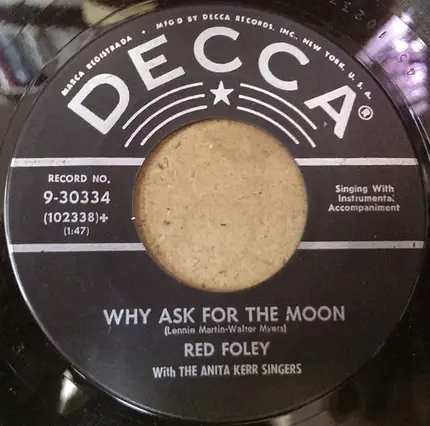 MARCA REGISTRADA • MFG'D BY DECCA RECORDS, INC., NEW YORK, U.S.A.
DECCA®
RECORD NO.
9-30334
(102338)+
(1:47)
Singing With
Instrumental
Accompaniment
WHY ASK FOR THE MOON
(Lennie Martin-Walter Myers)
RED FOLEY
With THE ANITA KERR SINGERS